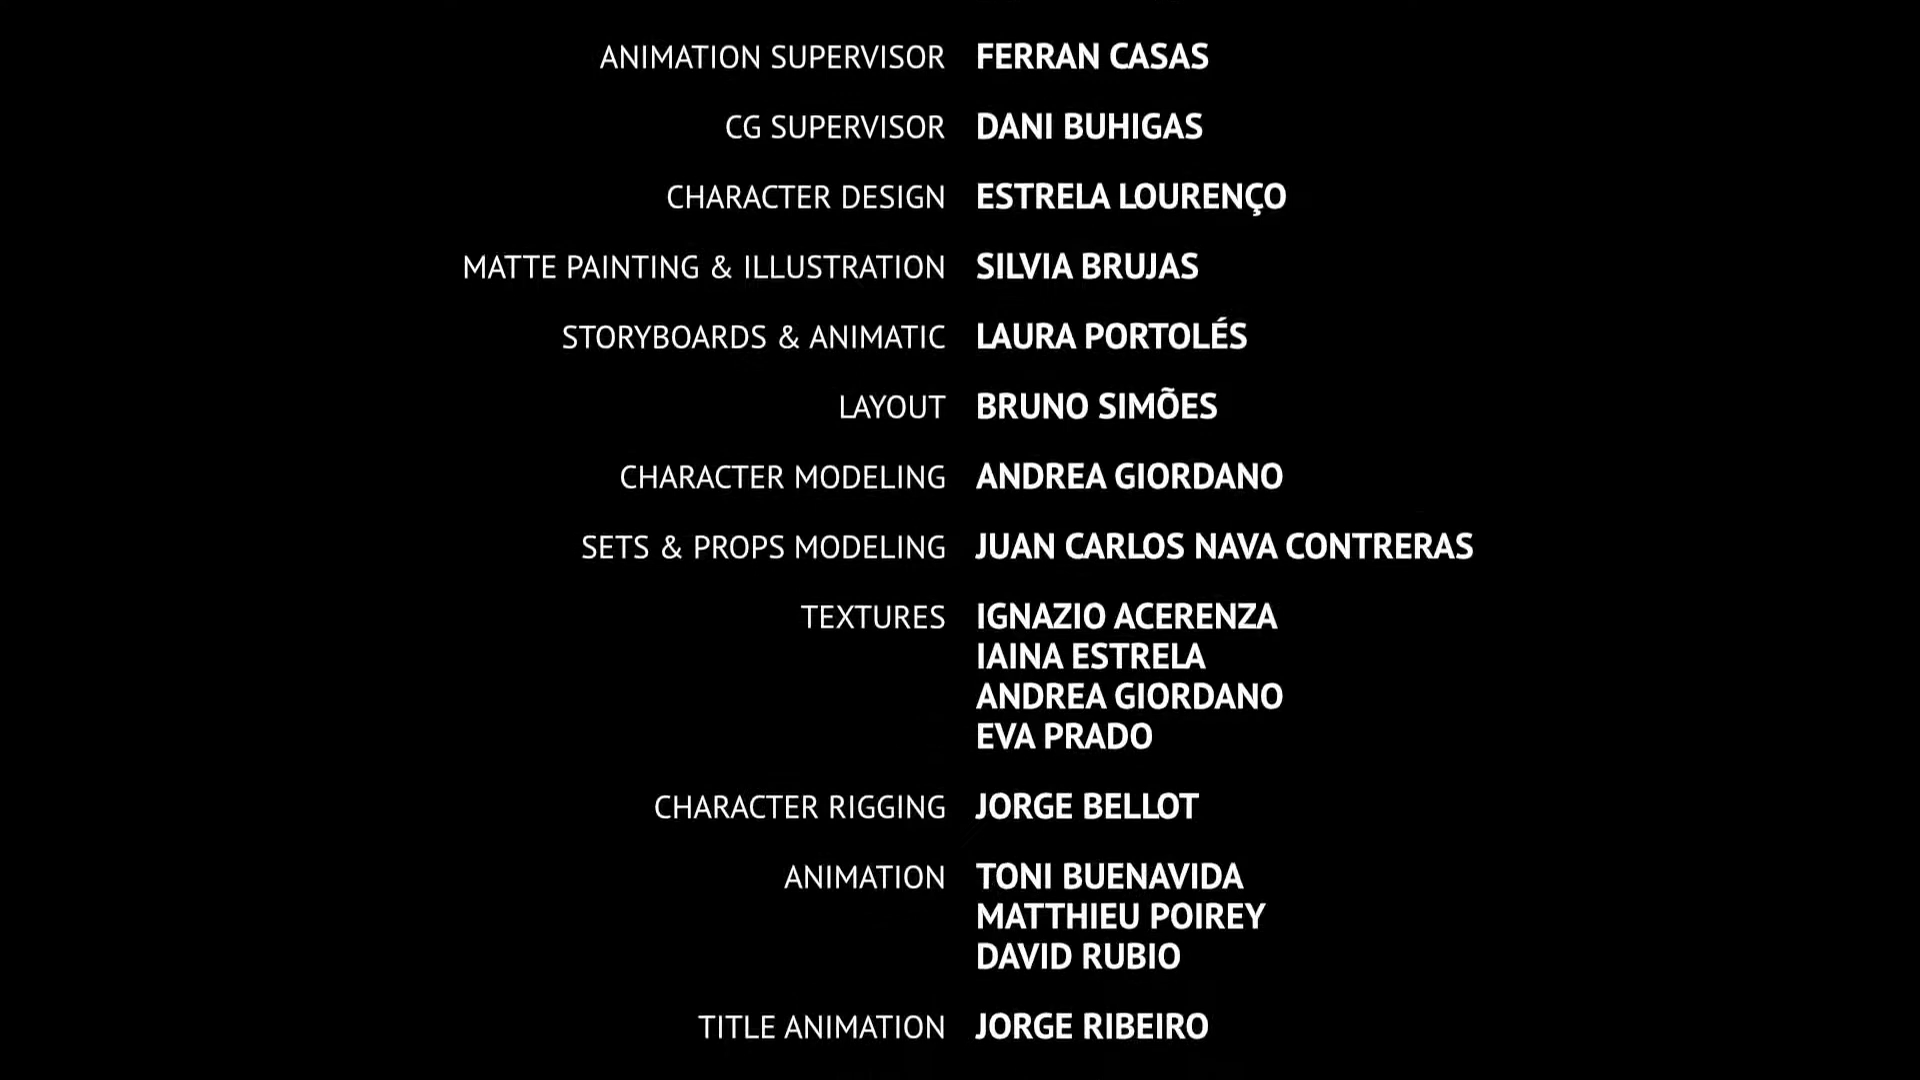 ANIMATION SUPERVISOR FERRAN CASAS
CG SUPERVISOR DANI BUHIGAS
CHARACTER DESIGN ESTRELA LOURENÇO
MATTE PAINTING & ILLUSTRATION SILVIA BRUJAS
STORYBOARDS & ANIMATIC LAURA PORTOLÉS
LAYOUT BRUNO SIMÕES
CHARACTER MODELING ANDREA GIORDANO
SETS & PROPS MODELING JUAN CARLOS NAVA CONTRERAS
TEXTURES IGNAZIO ACERENZA
IAINA ESTRELA
ANDREA GIORDANO
EVA PRADO
CHARACTER RIGGING JORGE BELLOT
ANIMATION TONI BUENAVIDA
MATTHIEU POIREY
DAVID RUBIO
TITLE ANIMATION JORGE RIBEIRO